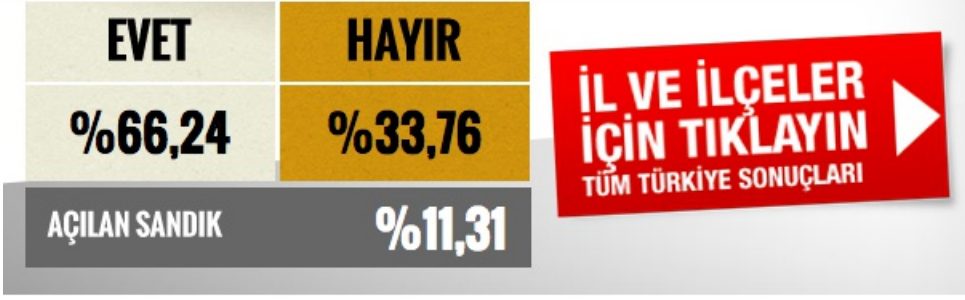 EVET HAYIR
%66,24 %33,76
AÇILAN SANDIK %11,31
İL VE İLÇELER
İÇİN TIKLAYIN
TÜM TÜRKİYE SONUÇLARI